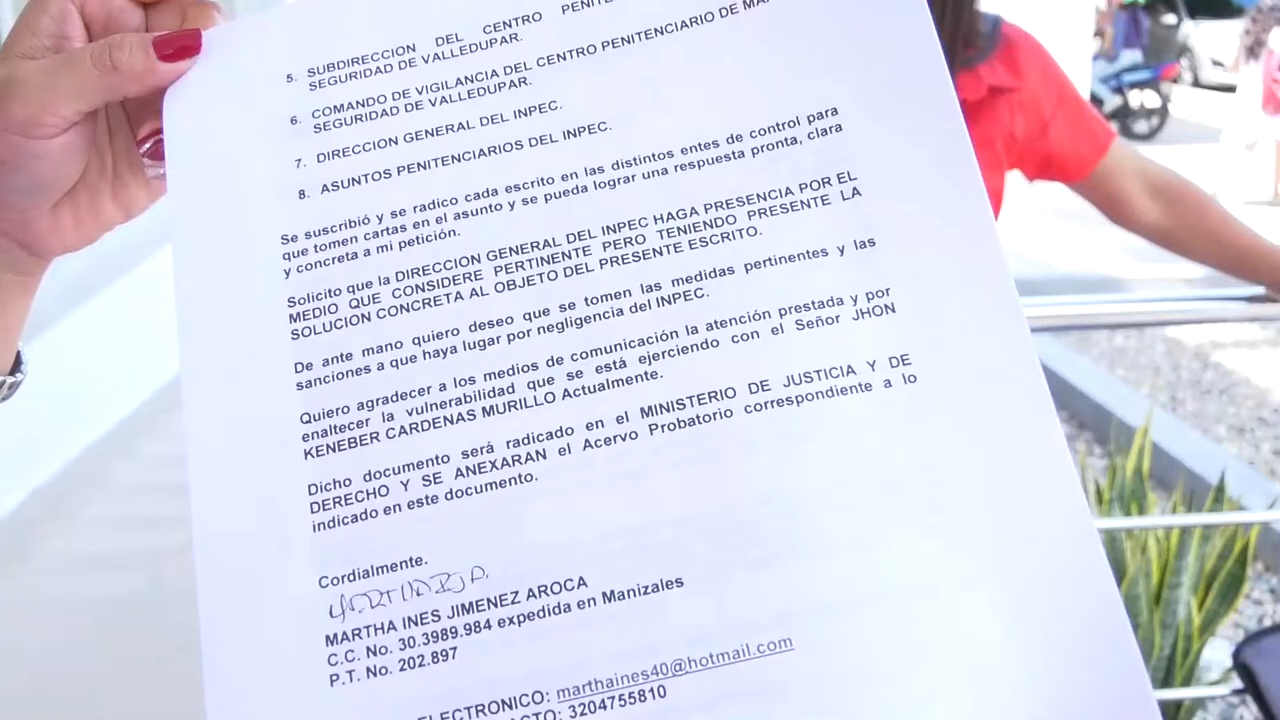 5. SUBDIRECCION DEL CENTRO
SEGURIDAD DE VALLEDUPAR.
6. COMANDO DE VIGILANCIA DEL CENTRO PENITENCIARIO DE
SEGURIDAD DE VALLEDUPAR.
7. DIRECCION GENERAL DEL INPEC.
8. ASUNTOS PENITENCIARIOS DEL INPEC.
Se suscribió y se radico cada escrito en las distintos entes de control para
que tomen cartas en el asunto y se pueda lograr una respuesta pronta, clara
y concreta a mi petición.
Solicito que la DIRECCION GENERAL DEL INPEC HAGA PRESENCIA POR EL
MEDIO QUE CONSIDERE PERTINENTE PERO TENIENDO PRESENTE LA
SOLUCION CONCRETA AL OBJETO DEL PRESENTE ESCRITO.
De ante mano quiero deseo que se tomen las medidas pertinentes y las
sanciones a que haya lugar por negligencia del INPEC.
Quiero agradecer a los medios de comunicación la atención prestada y por
enaltecer la vulnerabilidad que se está ejerciendo con el Señor JHON
KENEBER CARDENAS MURILLO Actualmente.
Dicho documento será radicado en el MINISTERIO DE JUSTICIA Y DE
DERECHO Y SE ANEXARAN el Acervo Probatorio correspondiente a lo
indicado en este documento.
Cordialmente.
MARTHA INES JIMENEZ AROCA
C.C. No. 30.3989.984 expedida en Manizales
P.T. No. 202.897
marthaines40@hotmail.com
3204755810